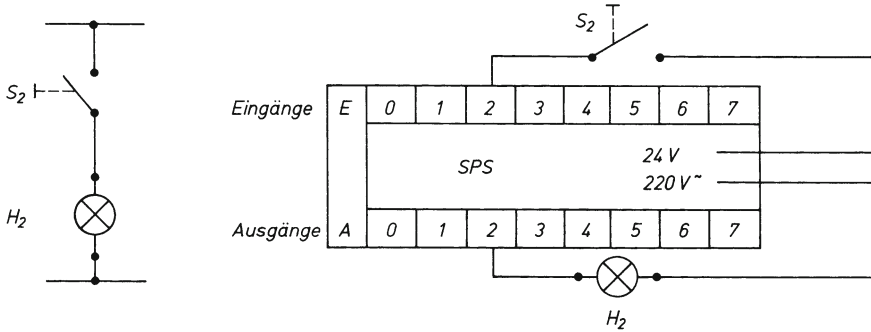 S₂
H₂
S₂
Eingänge E 0 1 2 3 4 5 6 7
SPS 24 V
220 V~
Ausgänge A 0 1 2 3 4 5 6 7
H₂